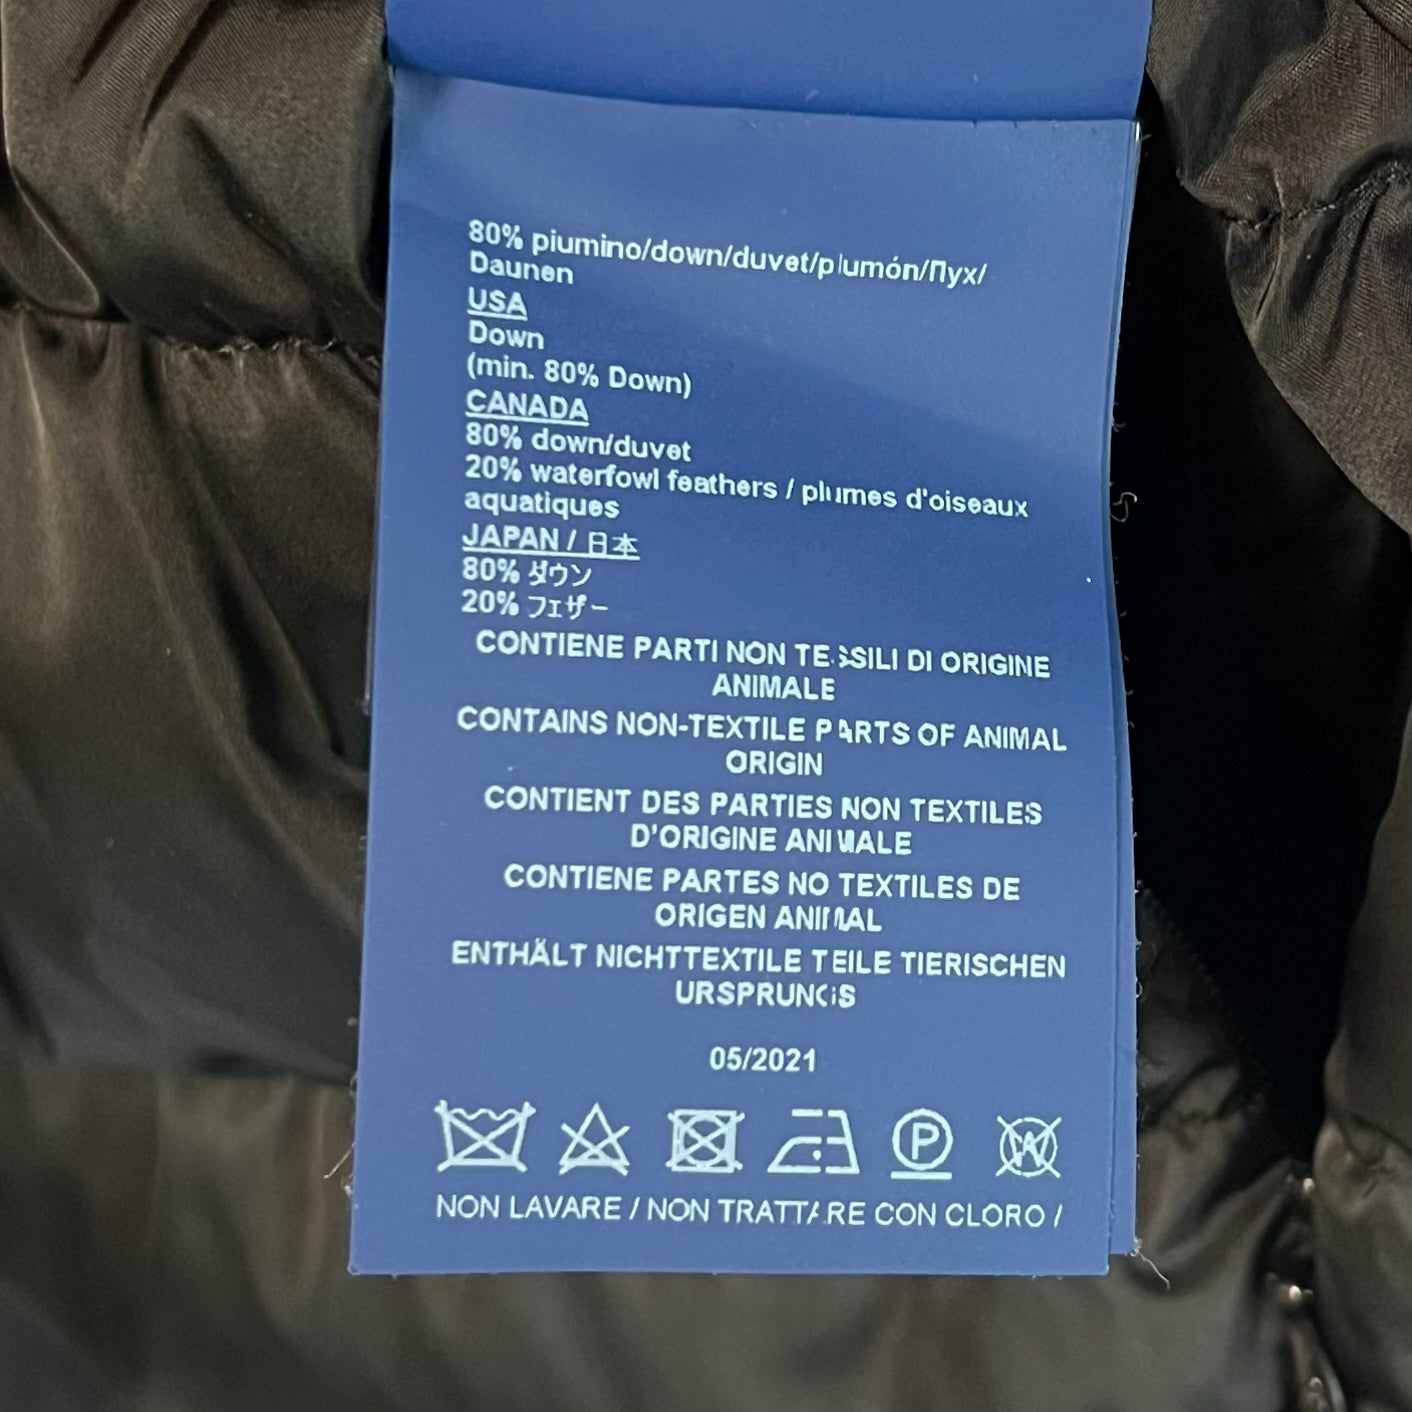 80% piumino/down/duvet/plumón/Пух/
Daunen
USA
Down
(min. 80% Down)
CANADA
80% down/duvet
20% waterfowl feathers / plumes d'oiseaux
aquatiques
JAPAN / 日本
80% ダウン
20% フェザー
CONTIENE PARTI NON TESSILI DI ORIGINE
ANIMALE
CONTAINS NON-TEXTILE PARTS OF ANIMAL
ORIGIN
CONTIENT DES PARTIES NON TEXTILES
D'ORIGINE ANIMALE
CONTIENE PARTES NO TEXTILES DE
ORIGEN ANIMAL
ENTHÄLT NICHTTEXTILE TEILE TIERISCHEN
URSPRUNGS
05/2021
P W
NON LAVARE / NON TRATTARE CON CLORO /